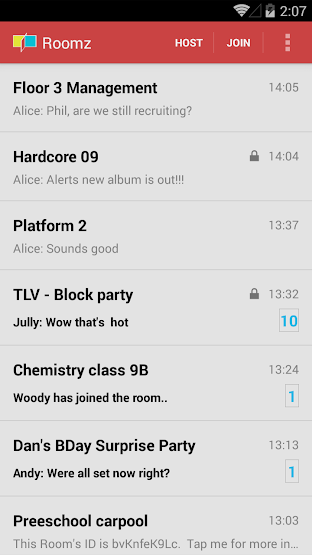 2:07
Roomz HOST JOIN
Floor 3 Management 14:05
Alice: Phil, are we still recruiting?
Hardcore 09 14:04
Alice: Alerts new album is out!!!
Platform 2 13:37
Alice: Sounds good
TLV - Block party 13:32
Jully: Wow that's  hot 10
Chemistry class 9B 13:24
Woody has joined the room.. 1
Dan's BDay Surprise Party 13:13
Andy: Were all set now right? 1
Preeschool carpool 13:03
This Room's ID is bvKnfeK9Lc.  Tap me for more in...